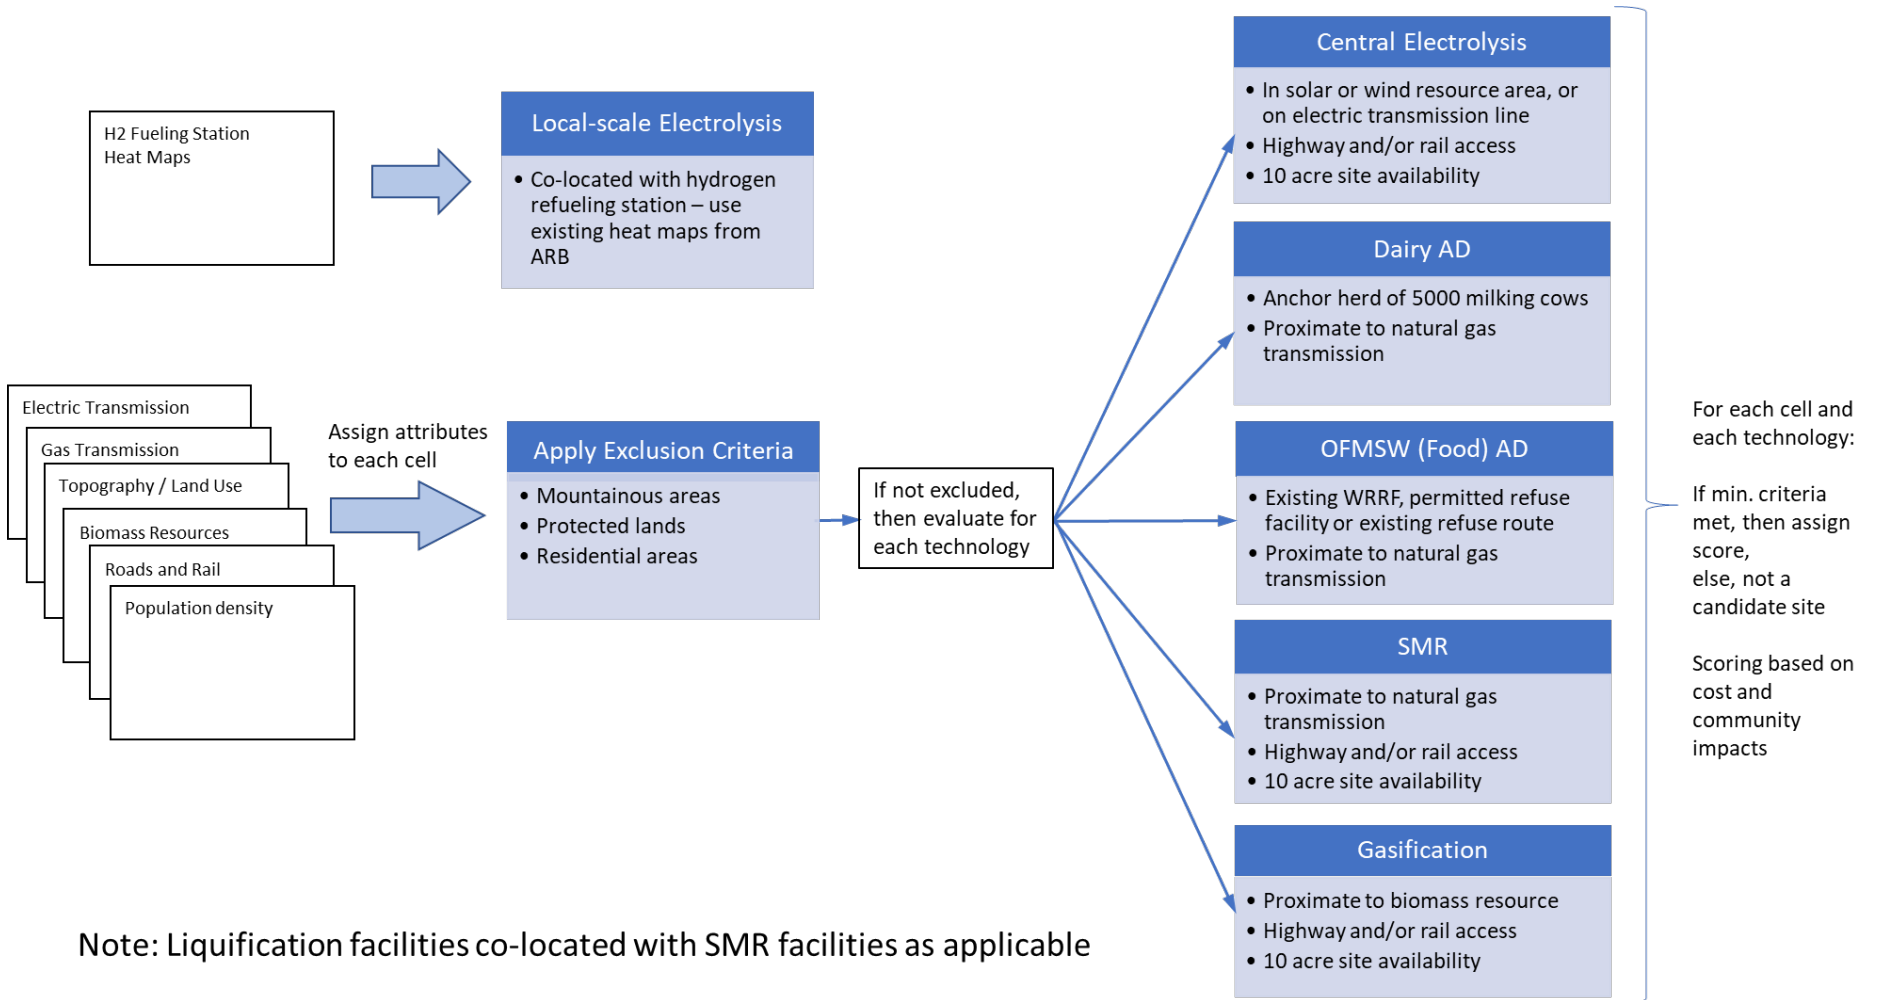 H2 Fueling Station
Heat Maps
Local-scale Electrolysis
• Co-located with hydrogen
refueling station – use
existing heat maps from
ARB
Electric Transmission
Gas Transmission
Topography / Land Use
Biomass Resources
Roads and Rail
Population density
Assign attributes
to each cell
Apply Exclusion Criteria
• Mountainous areas
• Protected lands
• Residential areas
If not excluded,
then evaluate for
each technology
Central Electrolysis
• In solar or wind resource area, or
on electric transmission line
• Highway and/or rail access
• 10 acre site availability
Dairy AD
• Anchor herd of 5000 milking cows
• Proximate to natural gas
transmission
OFMSW (Food) AD
• Existing WRRF, permitted refuse
facility or existing refuse route
• Proximate to natural gas
transmission
SMR
• Proximate to natural gas
transmission
• Highway and/or rail access
• 10 acre site availability
Gasification
• Proximate to biomass resource
• Highway and/or rail access
• 10 acre site availability
For each cell and
each technology:
If min. criteria
met, then assign
score,
else, not a
candidate site
Scoring based on
cost and
community
impacts
Note: Liquification facilities co-located with SMR facilities as applicable